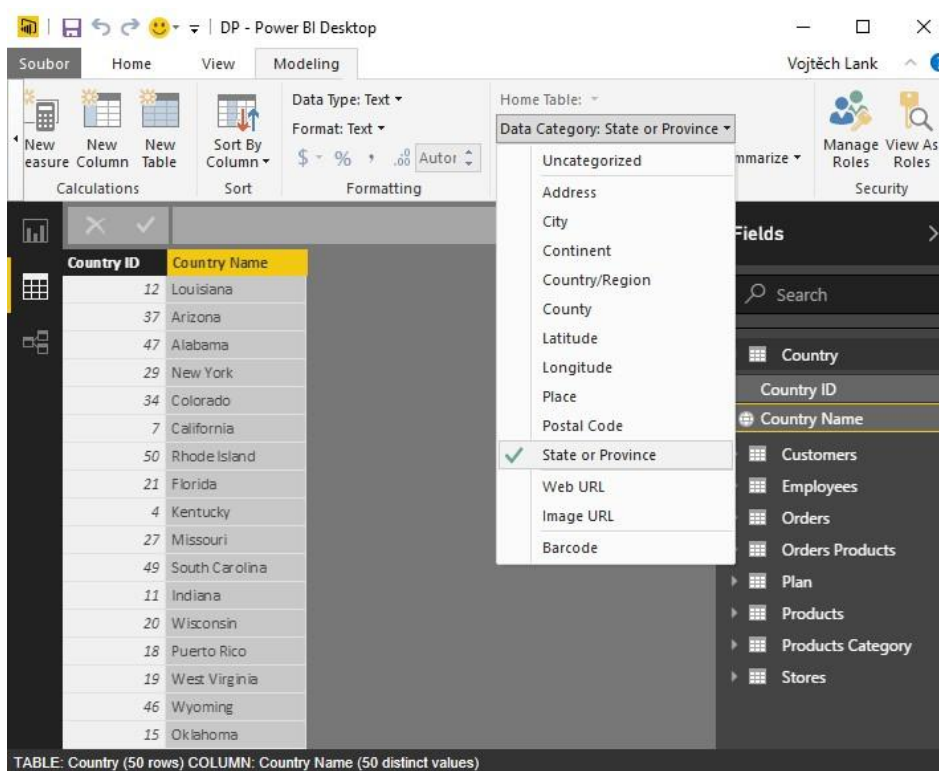 DP - Power BI Desktop
Soubor Home View Modeling Vojtěch Lank
New
easure
New
Column
New
Table
Calculations
Sort By
Column
Sort
Data Type: Text
Format: Text
$ % , .00 Autor
Formatting
Home Table:
Data Category: State or Province
mmarize
Manage
Roles
View As
Roles
Security
Uncategorized
Address
City
Continent
Country/Region
County
Latitude
Longitude
Place
Postal Code
State or Province
Web URL
Image URL
Barcode
Country ID Country Name
12 Louisiana
37 Arizona
47 Alabama
29 New York
34 Colorado
7 California
50 Rhode Island
21 Florida
4 Kentucky
27 Missouri
49 South Carolina
11 Indiana
20 Wisconsin
18 Puerto Rico
19 West Virginia
46 Wyoming
15 Oklahoma
Fields
Search
Country
Country ID
Country Name
Customers
Employees
Orders
Orders Products
Plan
Products
Products Category
Stores
TABLE: Country (50 rows) COLUMN: Country Name (50 distinct values)